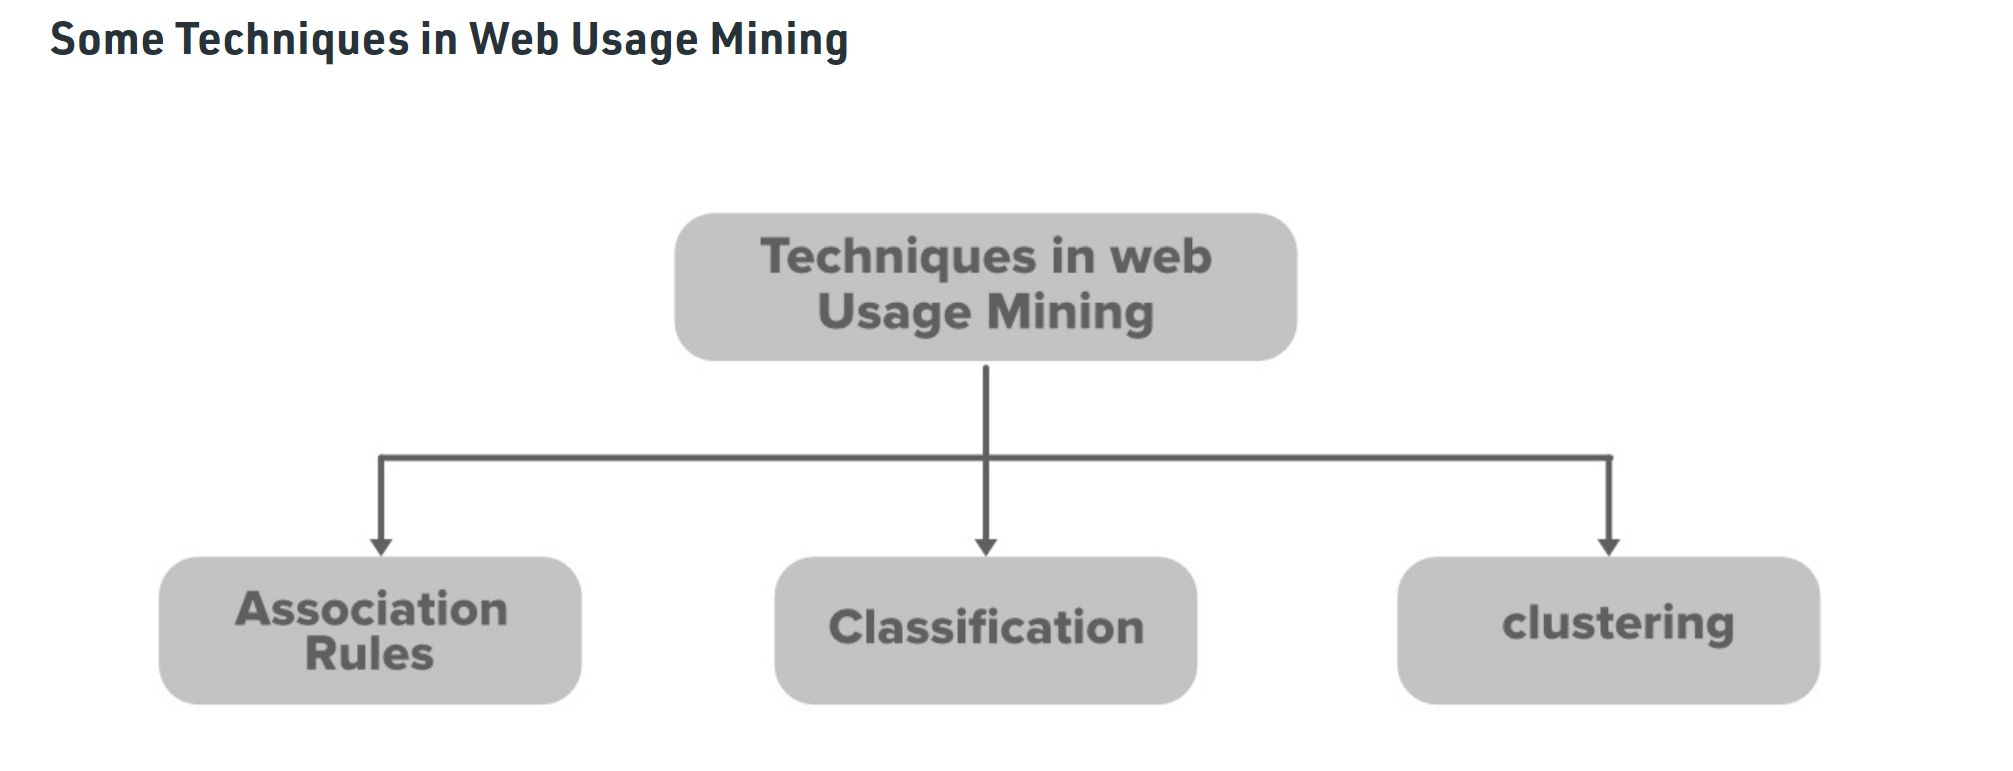 Some Techniques in Web Usage Mining
Techniques in web
Usage Mining
Association
Rules
Classification
clustering